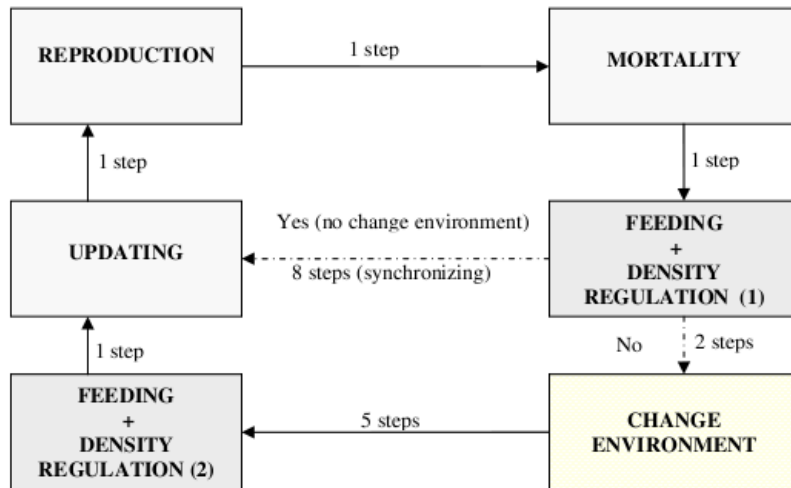 REPRODUCTION
1 step
MORTALITY
1 step
1 step
UPDATING
Yes (no change environment)
8 steps (synchronizing)
FEEDING
+
DENSITY
REGULATION (1)
1 step
No
2 steps
FEEDING
+
DENSITY
REGULATION (2)
5 steps
CHANGE
ENVIRONMENT